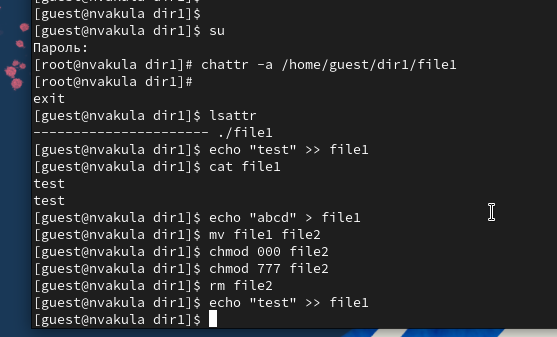 [guest@nvakula dir1]$
[guest@nvakula dir1]$
[guest@nvakula dir1]$ su
Пароль:
[root@nvakula dir1]# chattr -a /home/guest/dir1/file1
[root@nvakula dir1]#
exit
[guest@nvakula dir1]$ lsattr
---------------------- ./file1
[guest@nvakula dir1]$ echo "test" >> file1
[guest@nvakula dir1]$ cat file1
test
test
[guest@nvakula dir1]$ echo "abcd" > file1
[guest@nvakula dir1]$ mv file1 file2
[guest@nvakula dir1]$ chmod 000 file2
[guest@nvakula dir1]$ chmod 777 file2
[guest@nvakula dir1]$ rm file2
[guest@nvakula dir1]$ echo "test" >> file1
[guest@nvakula dir1]$